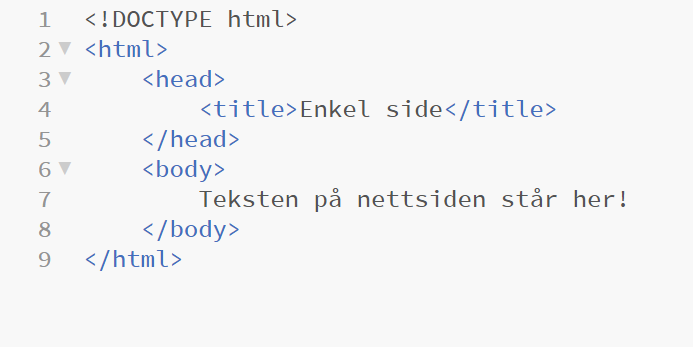 1 <!DOCTYPE html>
2 <html>
3 <head>
4 <title>Enkel side</title>
5 </head>
6 <body>
7 Teksten på nettsiden står her!
8 </body>
9 </html>